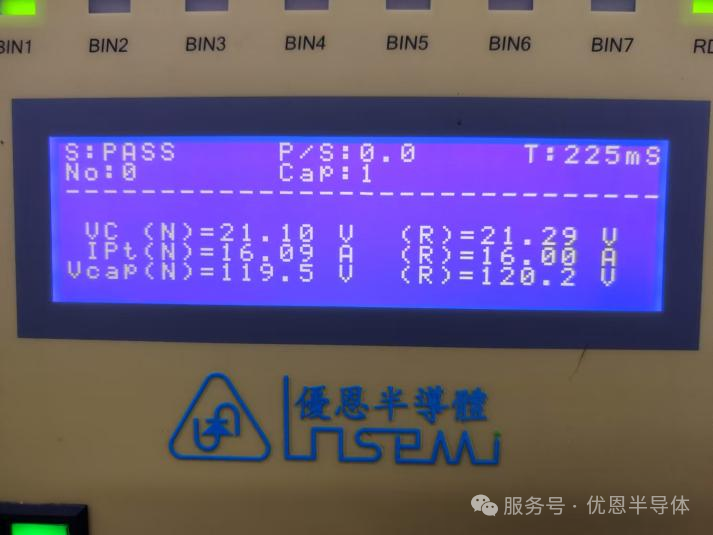 BIN1 BIN2 BIN3 BIN4 BIN5 BIN6 BIN7
S:PASS P/S:0.0 T:225mS
No:0 Cap:1
VC (N)=21.10 V (R)=21.29 V
IPt(N)=16.09 A (R)=16.00 A
Vcap(N)=119.5 V (R)=120.2 V
優恩半導體
UNSEMi
服务号·优恩半导体